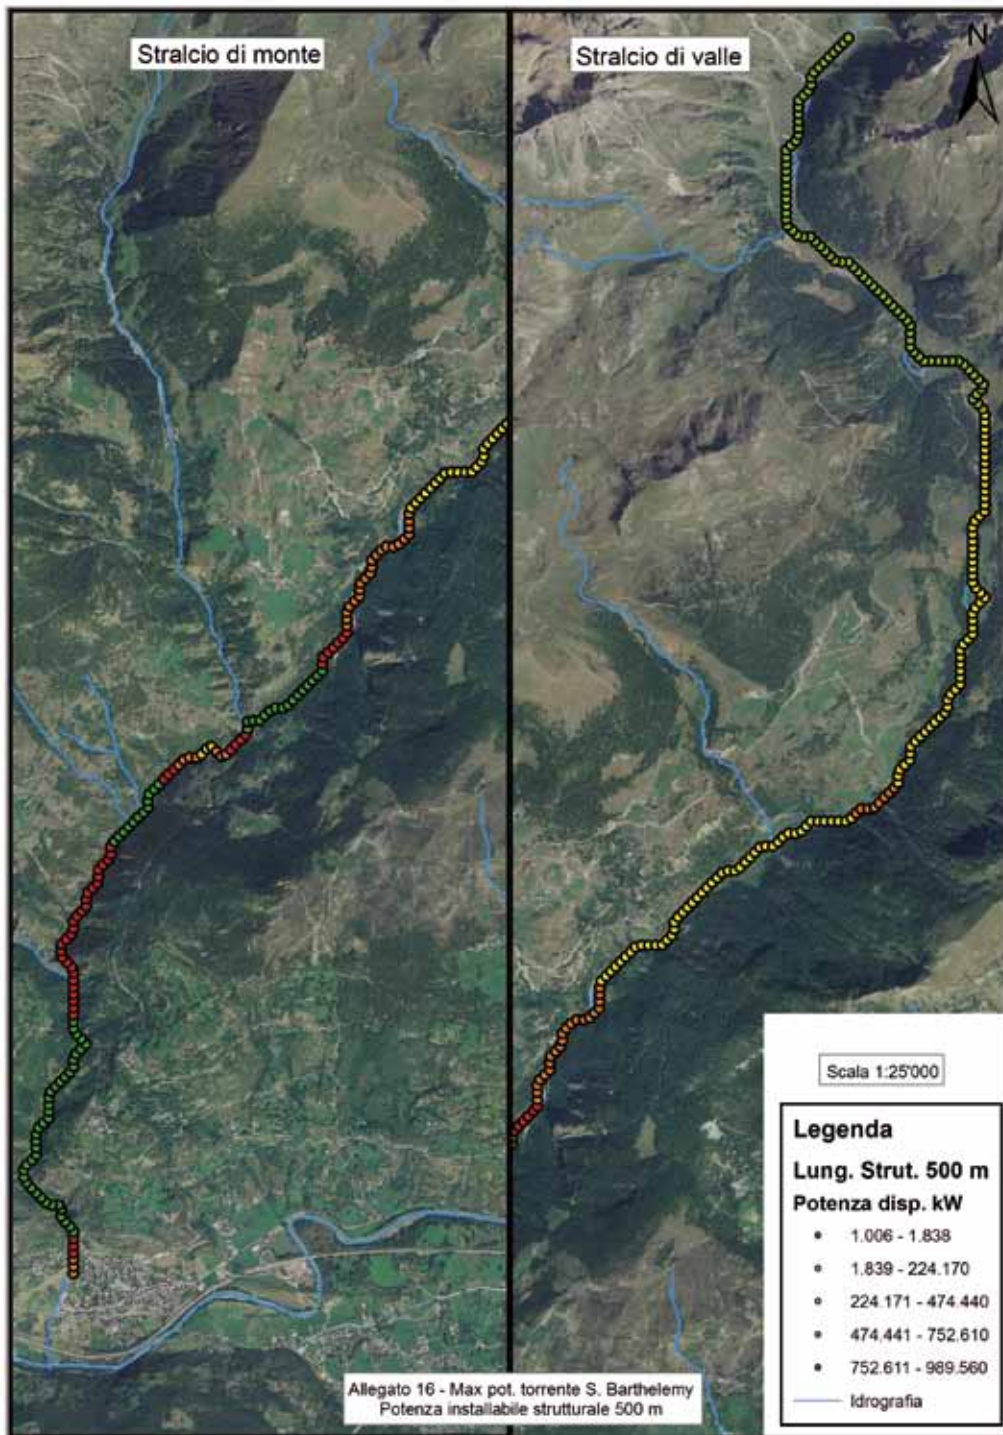 Stralcio di monte
Stralcio di valle
N
Scala 1:25'000
Legenda
Lung. Strut. 500 m
Potenza disp. kW
1.006 - 1.838
1.839 - 224.170
224.171 - 474.440
474.441 - 752.610
752.611 - 989.560
Idrografia
Allegato 16 - Max pot. torrente S. Barthelemy
Potenza installabile strutturale 500 m